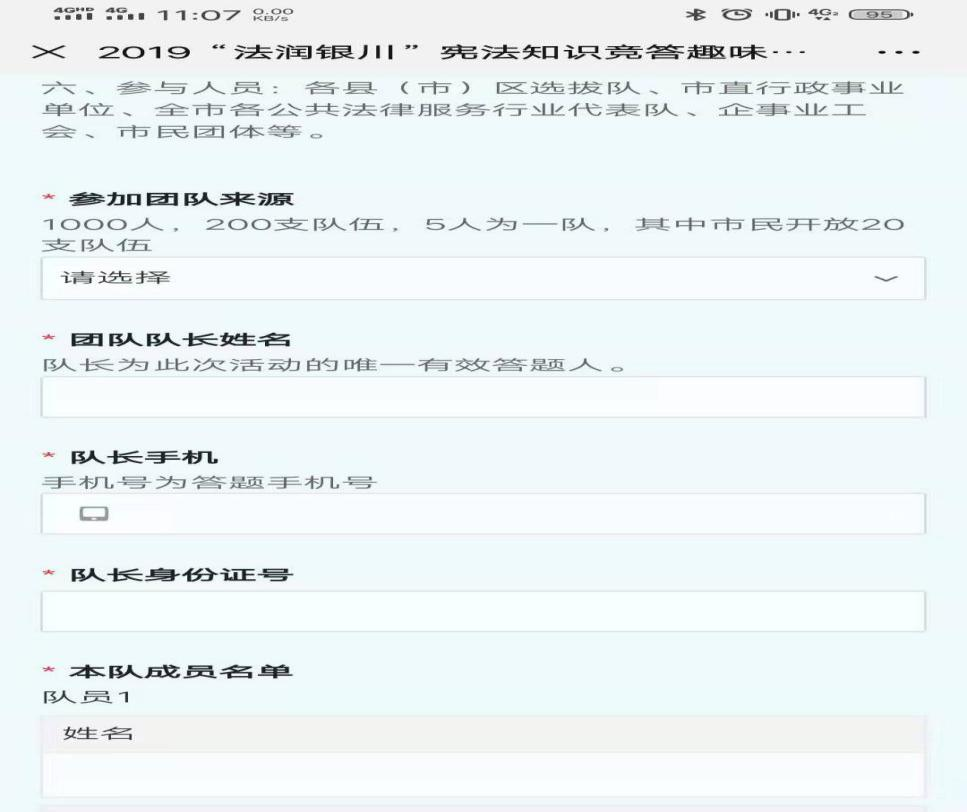 4GHD 4G 11:07 0.00 KB/s 4G 95
2019“法润银川”宪法知识竞答趣味…
六、参与人员：各县（市）区选拔队、市直行政事业
单位、全市各公共法律服务行业代表队、企事业工
会、市民团体等。
* 参加团队来源
1000人，200支队伍，5人为一队，其中市民开放20
支队伍
请选择
* 团队队长姓名
队长为此次活动的唯一有效答题人。
* 队长手机
手机号为答题手机号
* 队长身份证号
* 本队成员名单
队员1
姓名